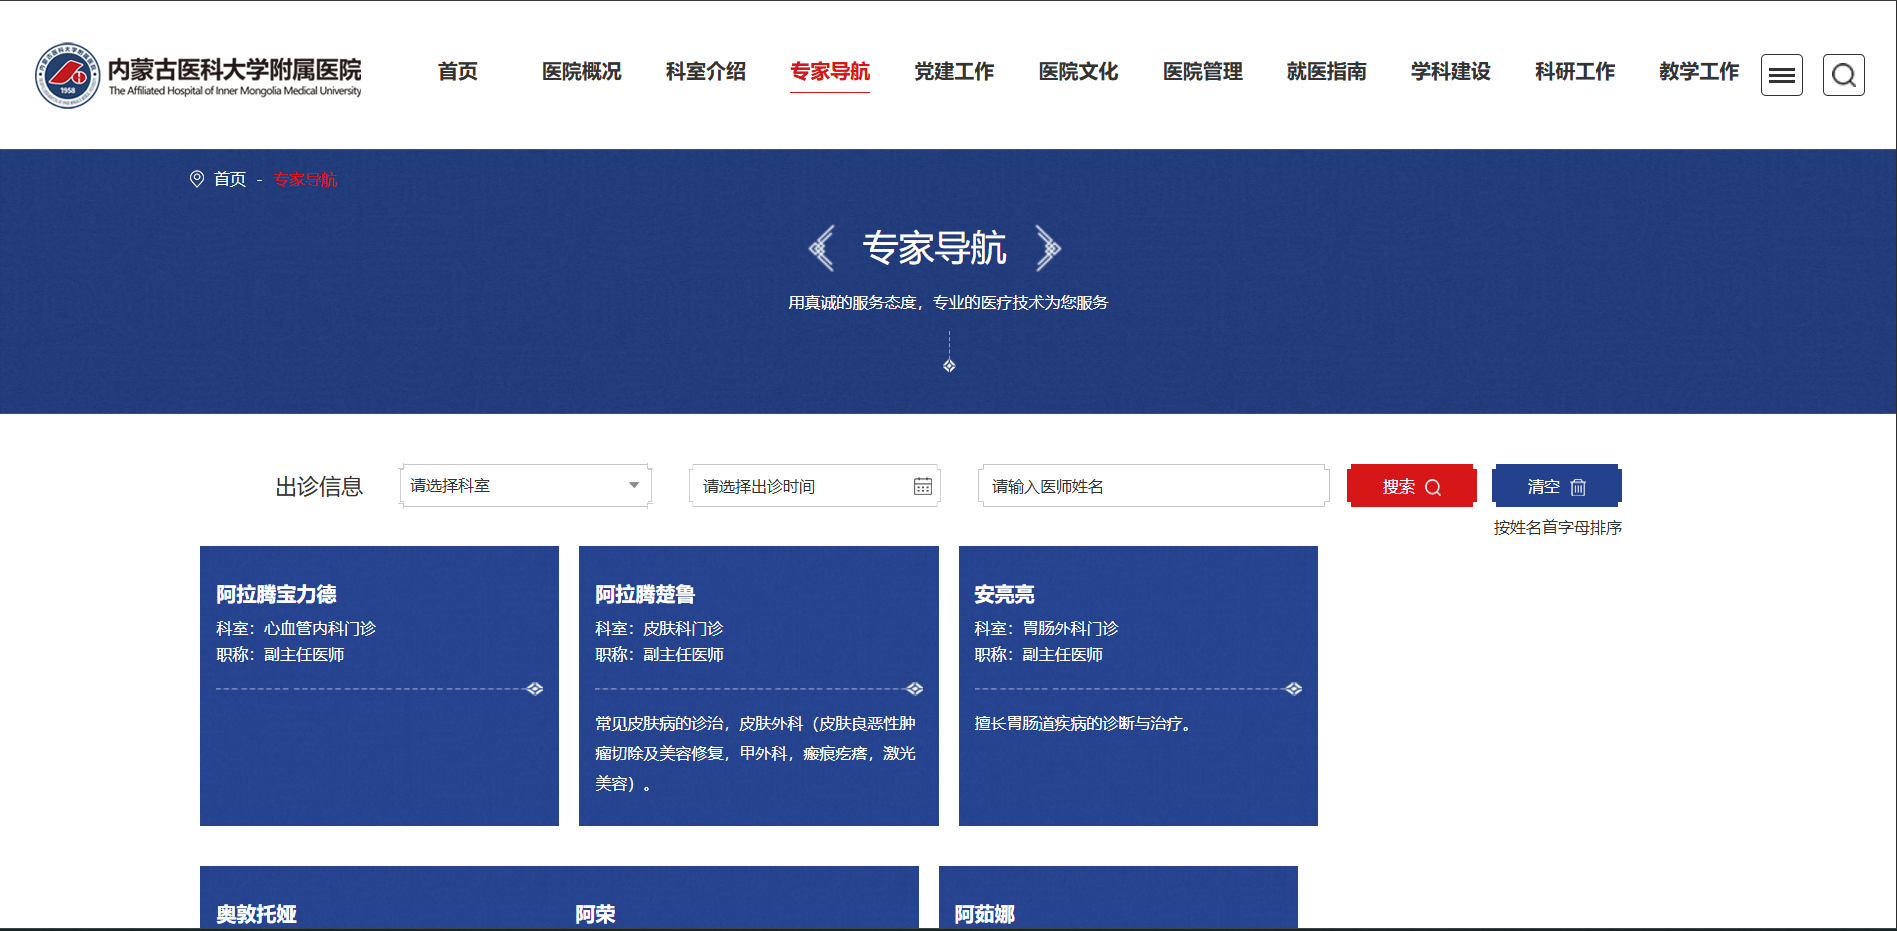 内蒙古医科大学附属医院
The Affiliated Hospital of Inner Mongolia Medical University
1958
首页 医院概况 科室介绍 专家导航 党建工作 医院文化 医院管理 就医指南 学科建设 科研工作 教学工作
首页 - 专家导航
专家导航
用真诚的服务态度，专业的医疗技术为您服务
出诊信息 请选择科室 请选择出诊时间 请输入医师姓名 搜索 清空
按姓名首字母排序
阿拉腾宝力德
科室：心血管内科门诊
职称：副主任医师
阿拉腾楚鲁
科室：皮肤科门诊
职称：副主任医师
常见皮肤病的诊治，皮肤外科（皮肤良恶性肿
瘤切除及美容修复，甲外科，瘢痕疙瘩，激光
美容）。
安亮亮
科室：胃肠外科门诊
职称：副主任医师
擅长胃肠道疾病的诊断与治疗。
奥敦托娅
阿荣
阿茹娜